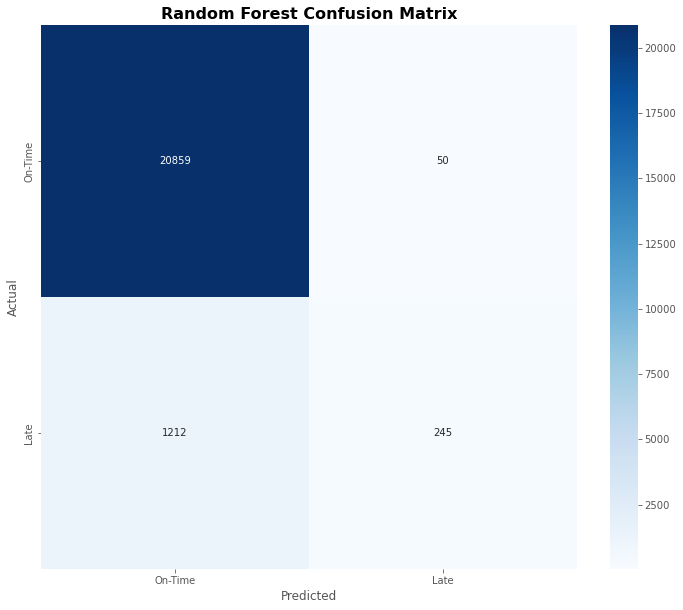 Random Forest Confusion Matrix
On-Time
Late
Actual
20859
50
1212
245
On-Time
Late
Predicted
20000
17500
15000
12500
10000
7500
5000
2500